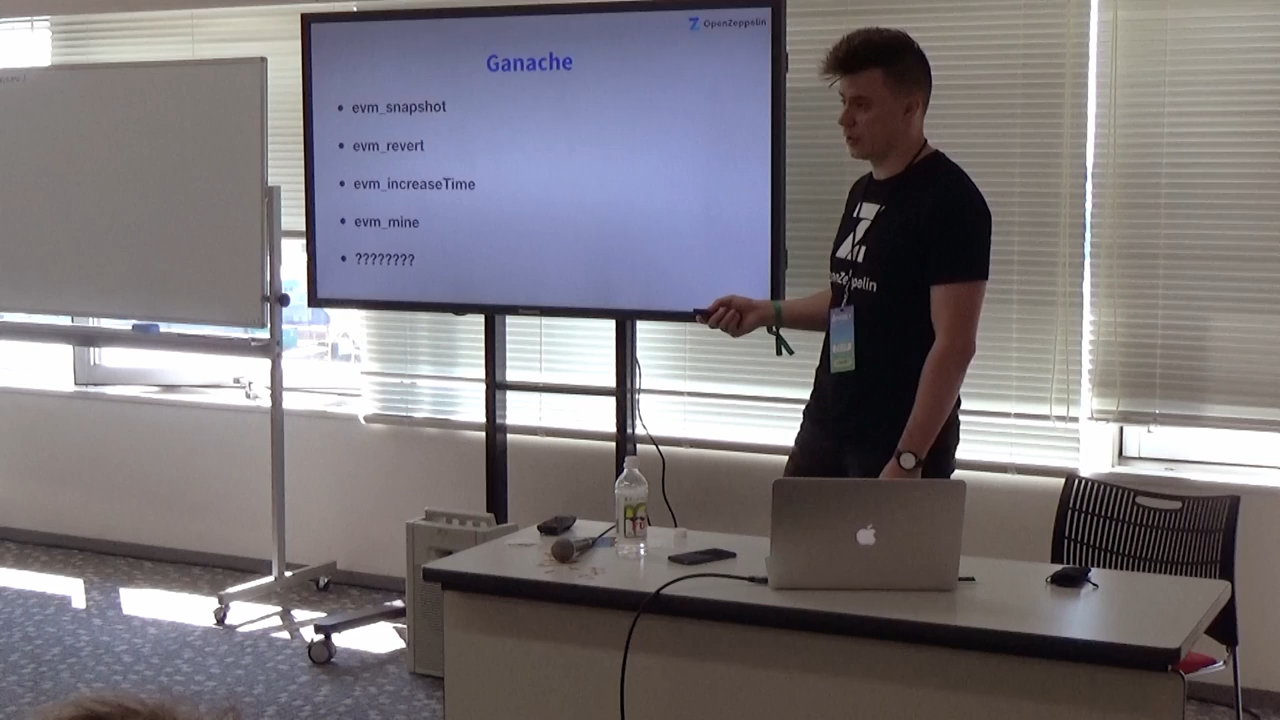 OpenZeppelin
Ganache
• evm_snapshot
• evm_revert
• evm_increaseTime
• evm_mine
• ????????